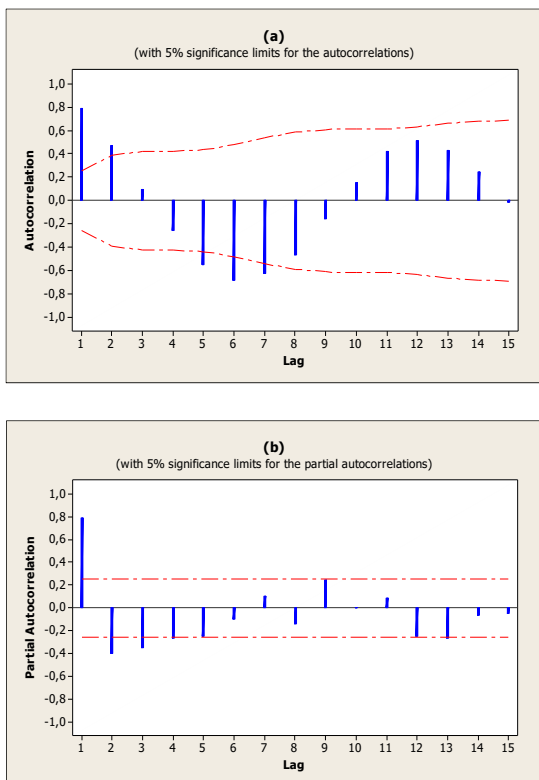 (a)
(with 5% significance limits for the autocorrelations)
1,0
0,8
0,6
0,4
0,2
0,0
-0,2
-0,4
-0,6
-0,8
-1,0
Autocorrelation
1 2 3 4 5 6 7 8 9 10 11 12 13 14 15
Lag
(b)
(with 5% significance limits for the partial autocorrelations)
1,0
0,8
0,6
0,4
0,2
0,0
-0,2
-0,4
-0,6
-0,8
-1,0
Partial Autocorrelation
1 2 3 4 5 6 7 8 9 10 11 12 13 14 15
Lag